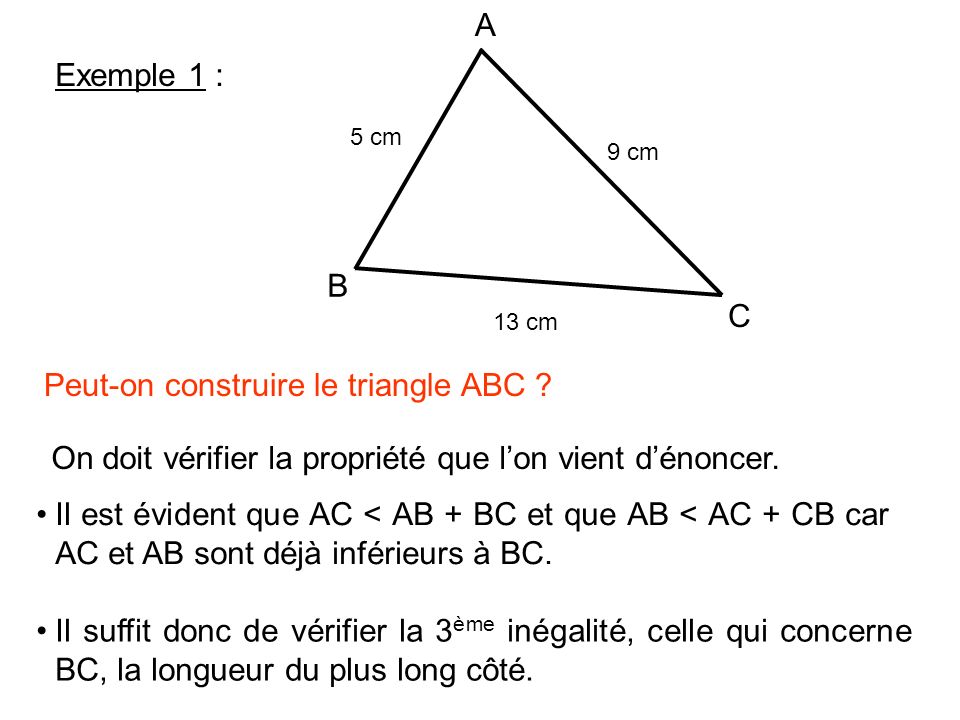 A
Exemple 1 :
5 cm
9 cm
B
C
13 cm
Peut-on construire le triangle ABC ?
On doit vérifier la propriété que l’on vient d’énoncer.
• Il est évident que AC < AB + BC et que AB < AC + CB car
AC et AB sont déjà inférieurs à BC.
• Il suffit donc de vérifier la 3ème inégalité, celle qui concerne
BC, la longueur du plus long côté.